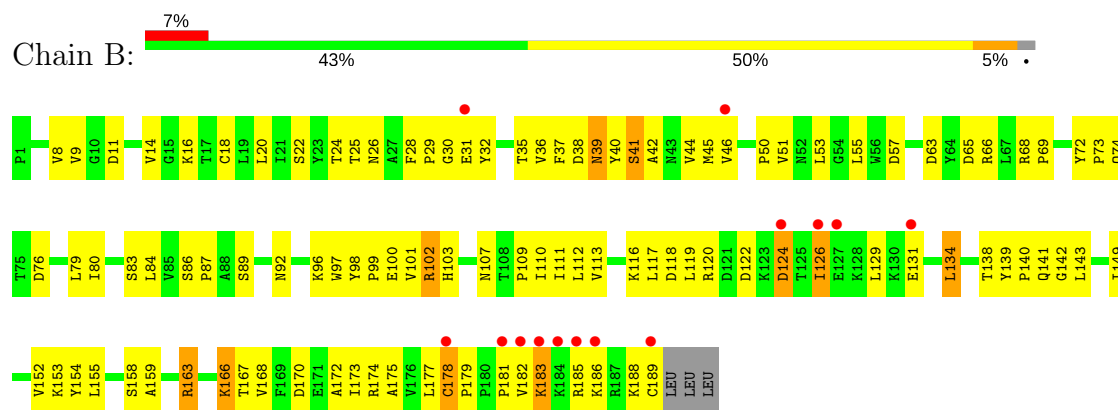 7%
Chain B:
43% 50% 5% •
P1 V8 V9 G10 D11 V14 G15 K16 T17 C18 L19 L20 I21 S22 Y23 T24 T25 N26 A27 F28 P29 G30 E31 Y32 T35 V36 F37 D38 N39 Y40 S41 A42 N43 V44 M45 V46 P50 V51 N52 L53 G54 L55 W56 D57 D63 Y64 D65 R66 L67 R68 P69 Y72 P73
T75 D76 L79 I80 S83 L84 V85 S86 P87 A88 S89 N92 K96 W97 Y98 P99 E100 V101 R102 H103 N107 T108 P109 I110 I111 L112 V113 K116 L117 D118 L119 R120 D121 D122 K123 D124 T125 I126 E127 K128 L129 K130 E131 L134 T138 Y139 P140 Q141 G142 L143
V152 K153 Y154 L155 S158 A159 R163 K166 T167 V168 F169 D170 E171 A172 I173 R174 A175 V176 L177 C178 P179 P180 P181 V182 K183 K184 R185 K186 R187 K188 C189 LEU LEU LEU